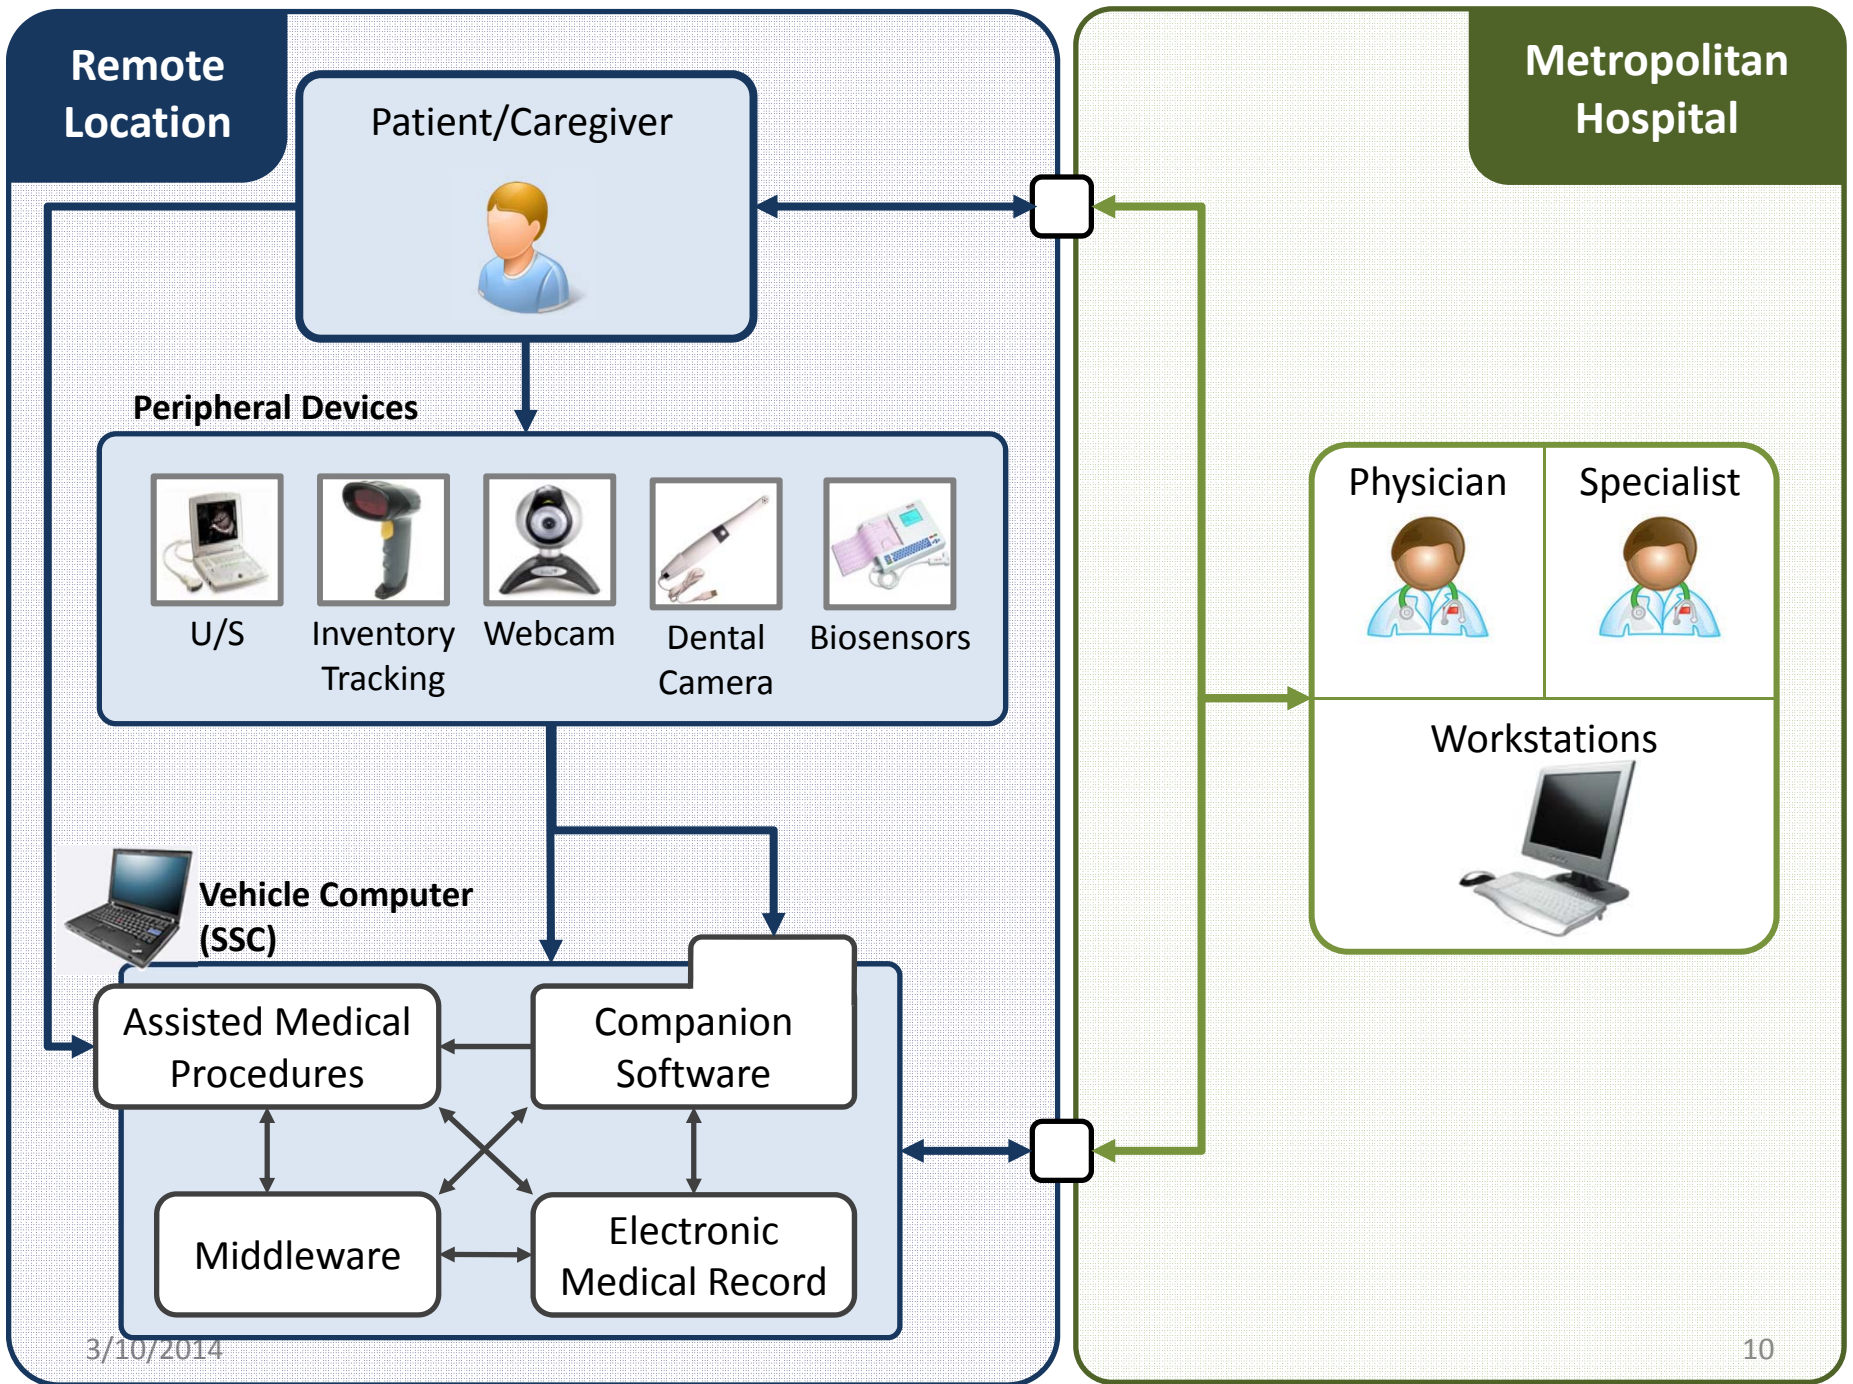 Remote
Location
Metropolitan
Hospital
Patient/Caregiver
Peripheral Devices
U/S
Inventory
Tracking
Webcam
Dental
Camera
Biosensors
Physician
Specialist
Workstations
Vehicle Computer
(SSC)
Assisted Medical
Procedures
Companion
Software
Middleware
Electronic
Medical Record
3/10/2014
10